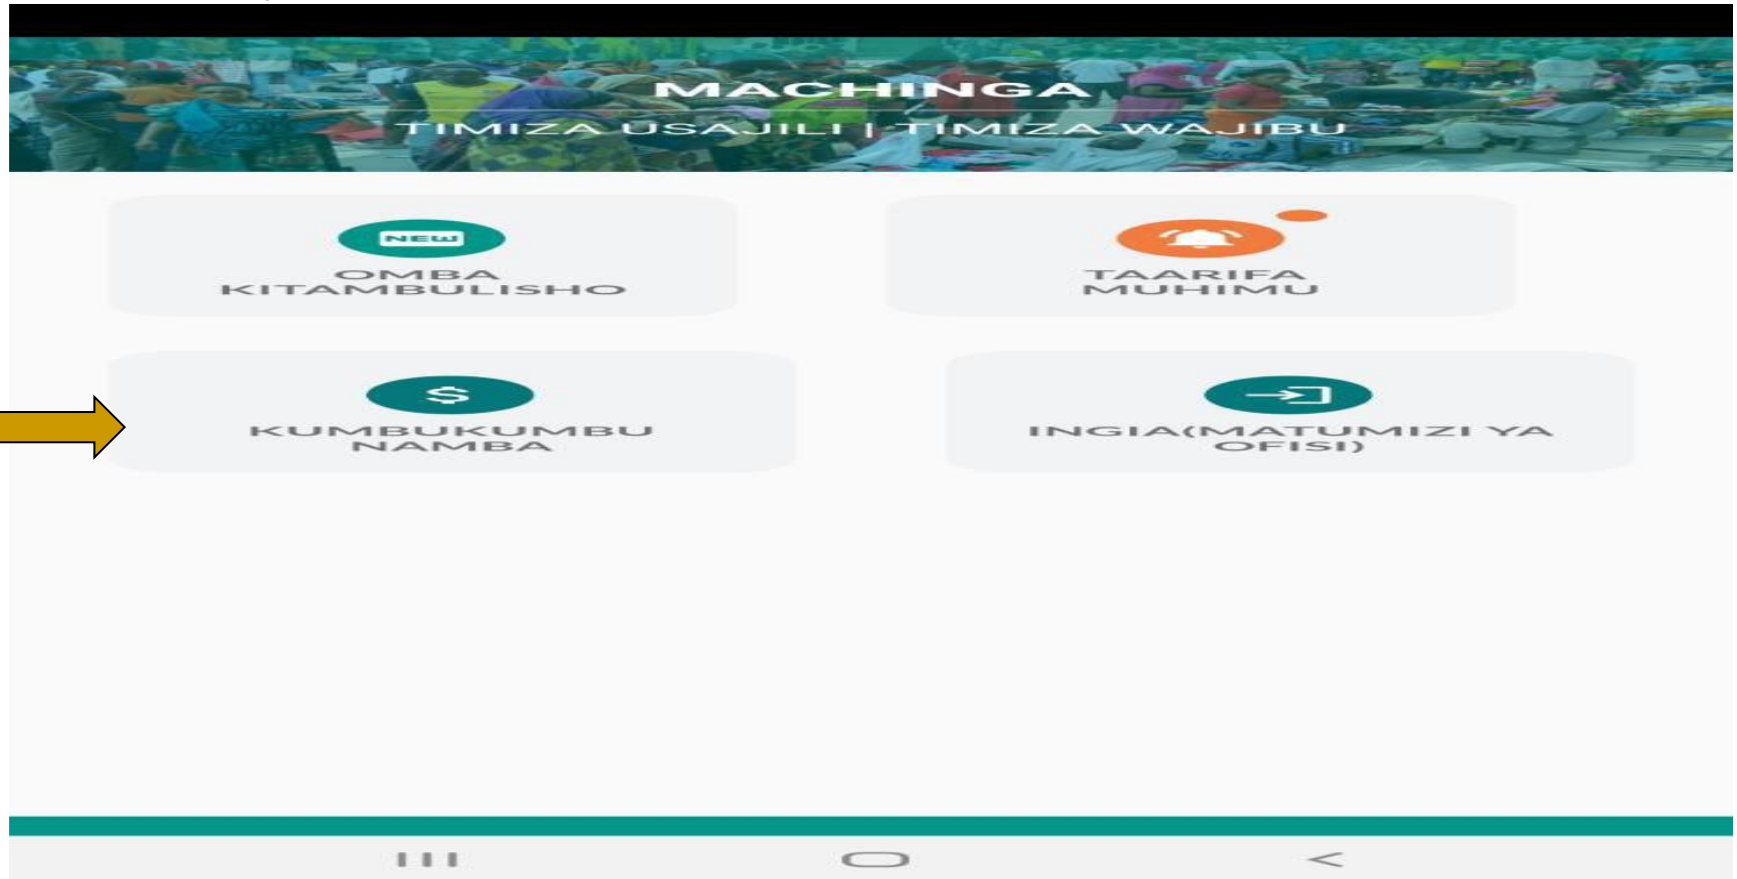 MACHINGA
TIMIZA USAJILI | TIMIZA WAJIBU
NEW
OMBA
KITAMBULISHO
TAARIFA
MUHIMU
$
KUMBUKUMBU
NAMBA
INGIA(MATUMIZI YA
OFISI)